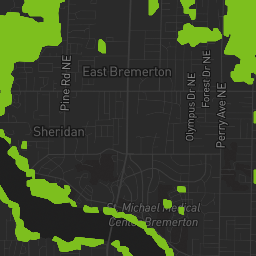 East Bremerton
Pine Rd NE
Olympus Dr NE
Forest Dr NE
Perry Ave NE
Sheridan
St. Michael Medical
Center Bremerton